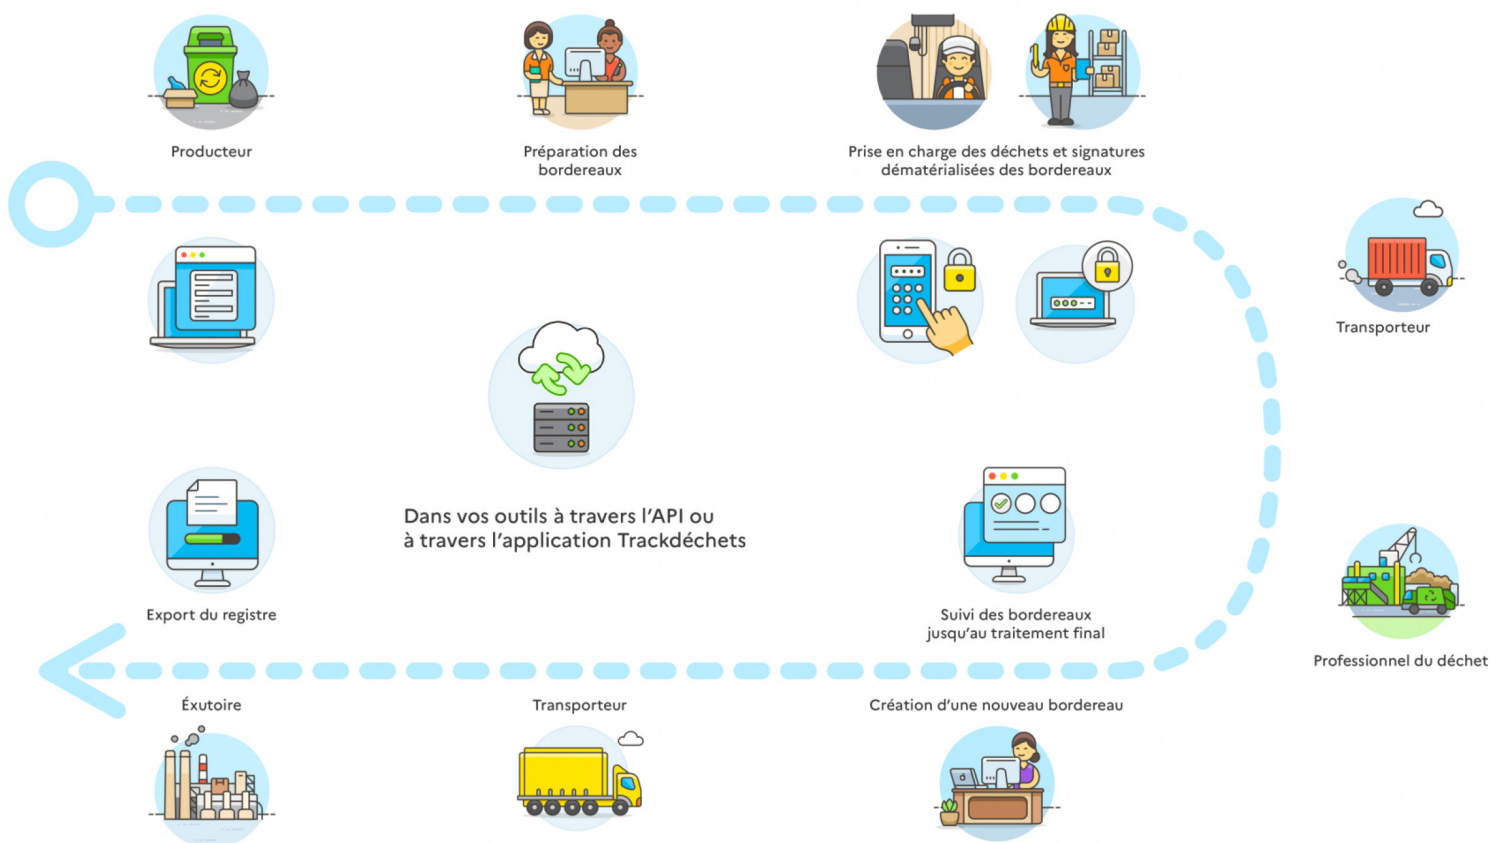 Producteur
Préparation des
bordereaux
Prise en charge des déchets et signatures
dématérialisées des bordereaux
Transporteur
Dans vos outils à travers l'API ou
à travers l'application Trackdéchets
Export du registre
Suivi des bordereaux
jusqu'au traitement final
Professionnel du déchet
Éxutoire
Transporteur
Création d'une nouveau bordereau